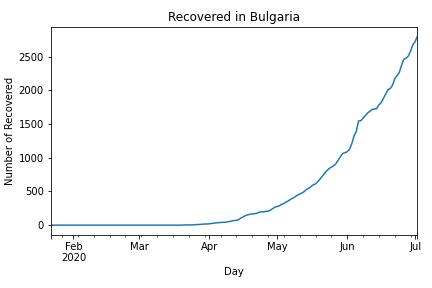 Recovered in Bulgaria
Number of Recovered
2500
2000
1500
1000
500
0
Feb
2020
Mar
Apr
May
Jun
Jul
Day